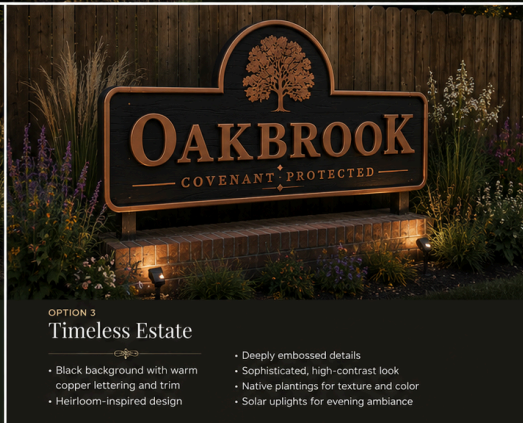 OAKBROOK
COVENANT · PROTECTED
OPTION 3
Timeless Estate
• Black background with warm
copper lettering and trim
• Heirloom-inspired design
• Deeply embossed details
• Sophisticated, high-contrast look
• Native plantings for texture and color
• Solar uplights for evening ambiance